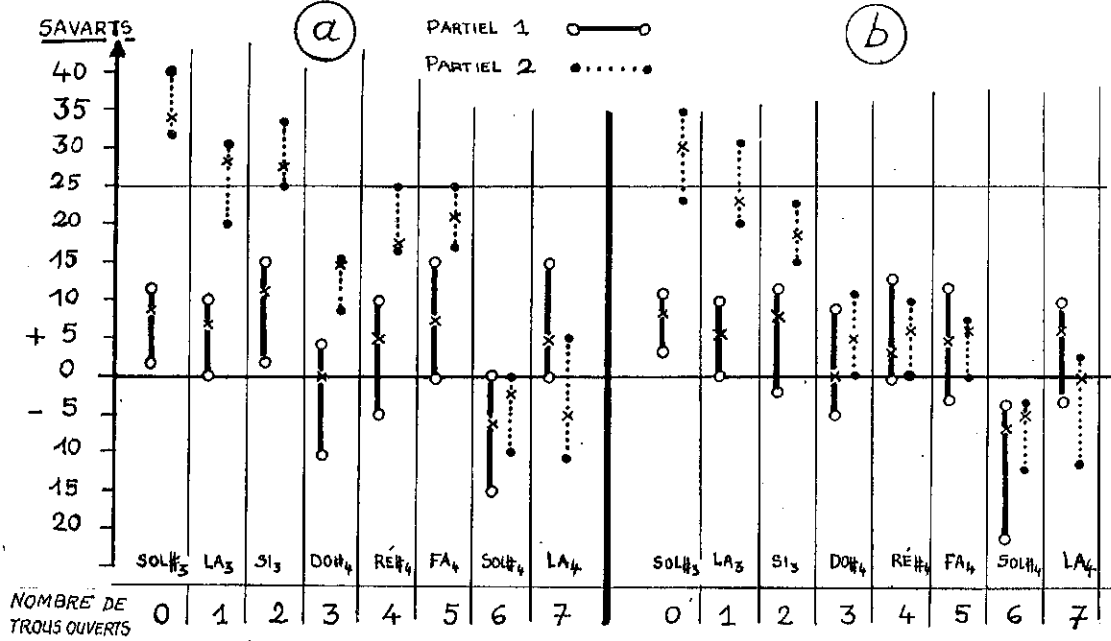 SAVARTS
a
PARTIEL 1
PARTIEL 2
b
40
35
30
25
20
15
10
+ 5
0
- 5
10
15
20
SOL#3 LA3 SI3 DO#4 RÉ#4 FA4 SOL#4 LA4 SOL#3 LA3 SI3 DO#4 RÉ#4 FA4 SOL#4 LA4
NOMBRE DE
TROUS OUVERTS
0 1 2 3 4 5 6 7 0 1 2 3 4 5 6 7